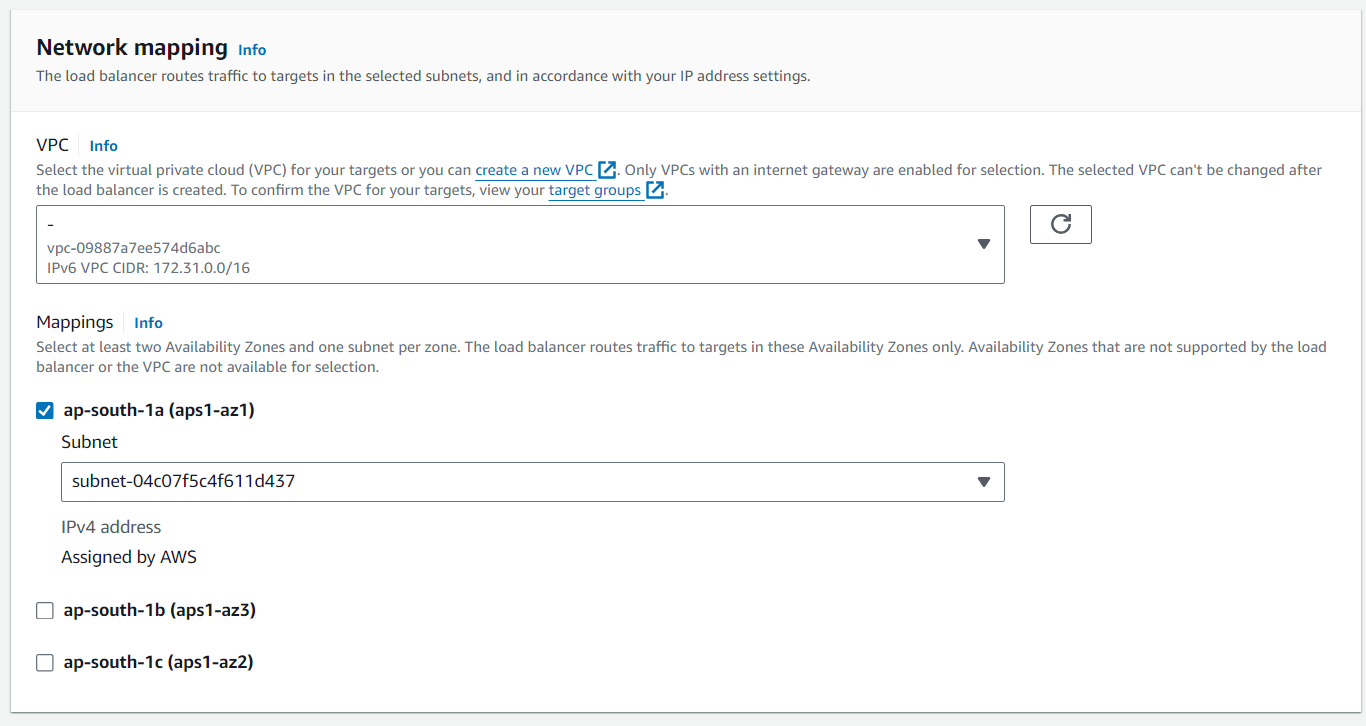 Network mapping Info
The load balancer routes traffic to targets in the selected subnets, and in accordance with your IP address settings.
VPC Info
Select the virtual private cloud (VPC) for your targets or you can create a new VPC. Only VPCs with an internet gateway are enabled for selection. The selected VPC can't be changed after
the load balancer is created. To confirm the VPC for your targets, view your target groups.
-
vpc-09887a7ee574d6abc
IPv6 VPC CIDR: 172.31.0.0/16
Mappings Info
Select at least two Availability Zones and one subnet per zone. The load balancer routes traffic to targets in these Availability Zones only. Availability Zones that are not supported by the load
balancer or the VPC are not available for selection.
ap-south-1a (aps1-az1)
Subnet
subnet-04c07f5c4f611d437
IPv4 address
Assigned by AWS
ap-south-1b (aps1-az3)
ap-south-1c (aps1-az2)